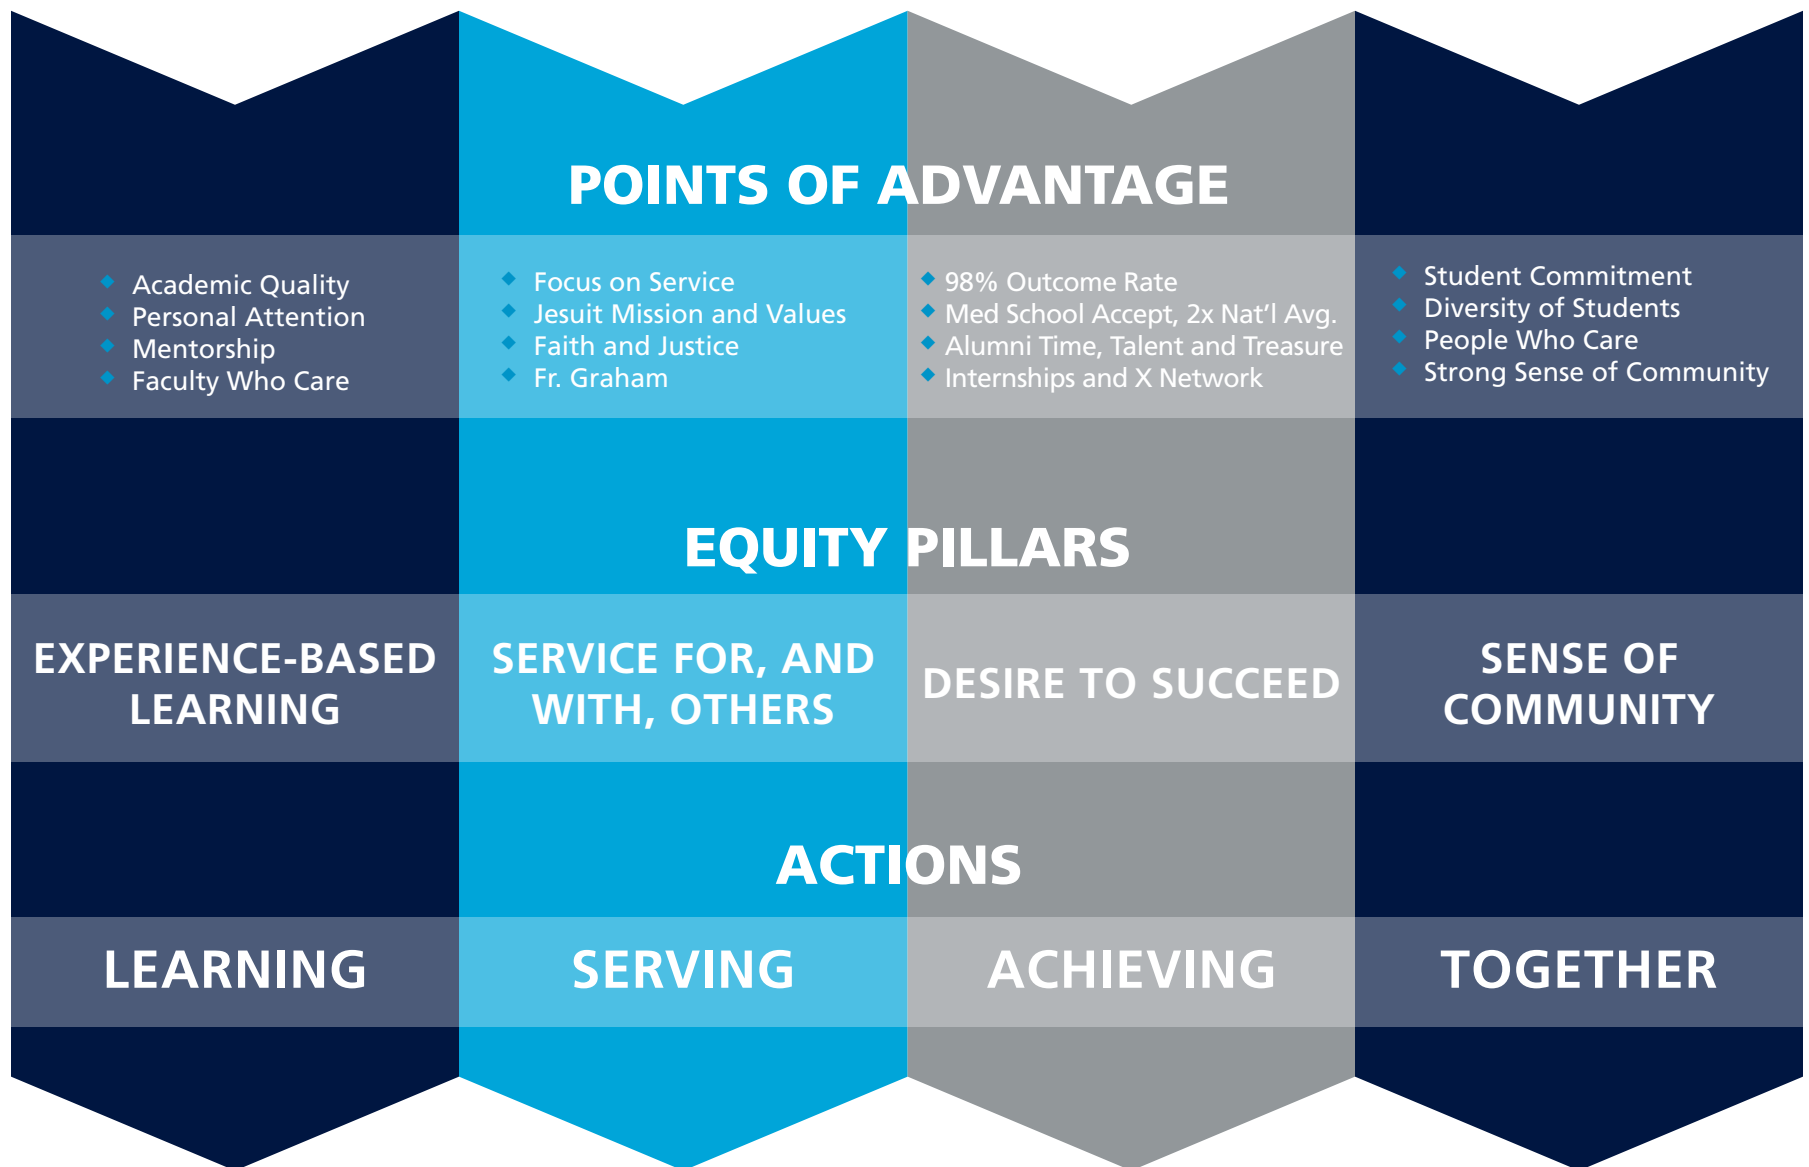 POINTS OF ADVANTAGE
Academic Quality
Personal Attention
Mentorship
Faculty Who Care
Focus on Service
Jesuit Mission and Values
Faith and Justice
Fr. Graham
98% Outcome Rate
Med School Accept, 2x Nat’l Avg.
Alumni Time, Talent and Treasure
Internships and X Network
Student Commitment
Diversity of Students
People Who Care
Strong Sense of Community
EQUITY PILLARS
EXPERIENCE-BASED
LEARNING
SERVICE FOR, AND
WITH, OTHERS
DESIRE TO SUCCEED
SENSE OF
COMMUNITY
ACTIONS
LEARNING
SERVING
ACHIEVING
TOGETHER